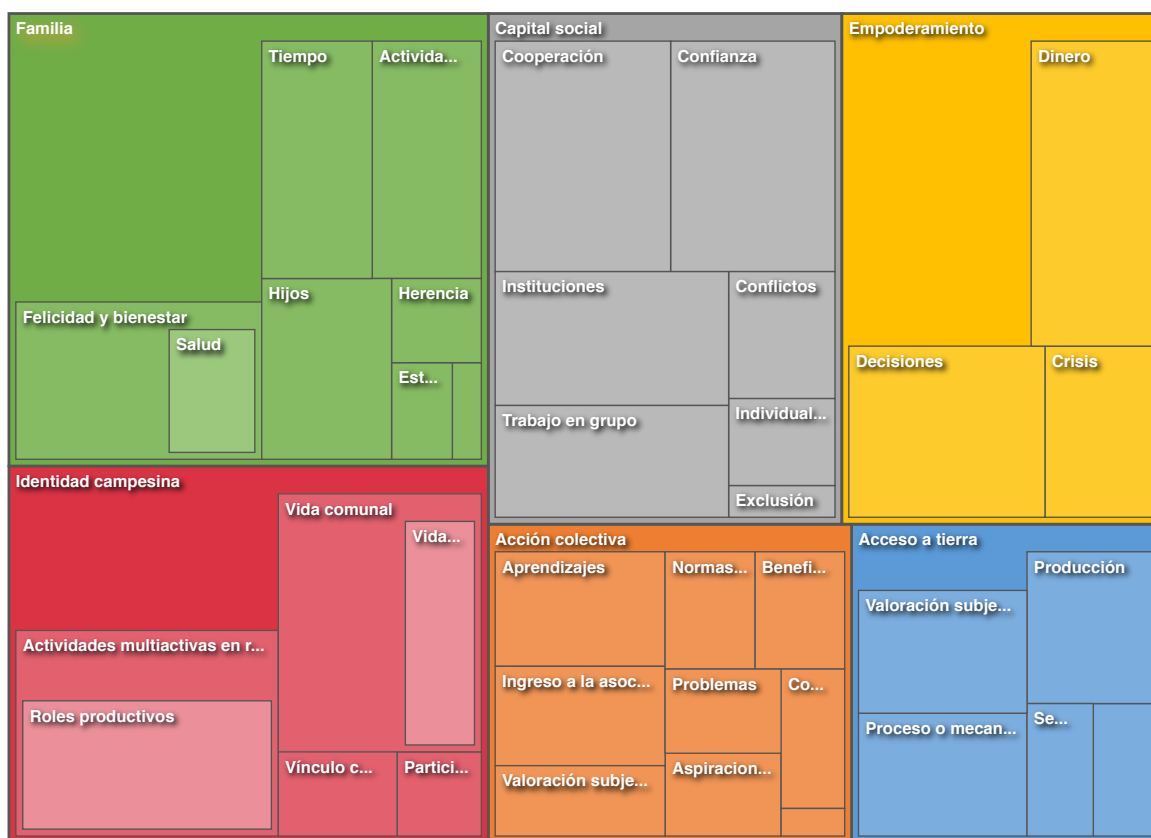 Familia
Tiempo
Activida...
Felicidad y bienestar
Salud
Hijos
Herencia
Est...
Capital social
Cooperación
Confianza
Instituciones
Conflictos
Trabajo en grupo
Individual...
Exclusión
Empoderamiento
Dinero
Decisiones
Crisis
Identidad campesina
Vida comunal
Vida...
Actividades multiactivas en r...
Roles productivos
Vínculo c...
Partici...
Acción colectiva
Aprendizajes
Normas...
Benefi...
Ingreso a la asoc...
Problemas
Co...
Valoración subje...
Aspiracion...
Acceso a tierra
Producción
Valoración subje...
Proceso o mecan...
Se...